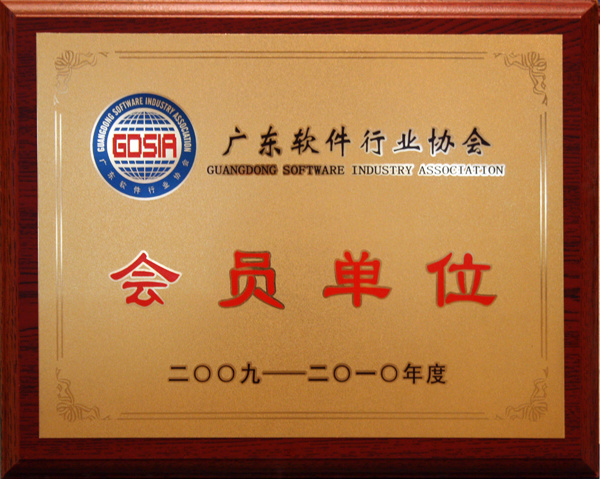 GUANGDONG SOFTWARE INDUSTRY ASSOCIATION
GDSIA
广东软件行业协会
广东软件行业协会
GUANGDONG SOFTWARE INDUSTRY ASSOCIATION
会员单位
二〇〇九——二〇一〇年度